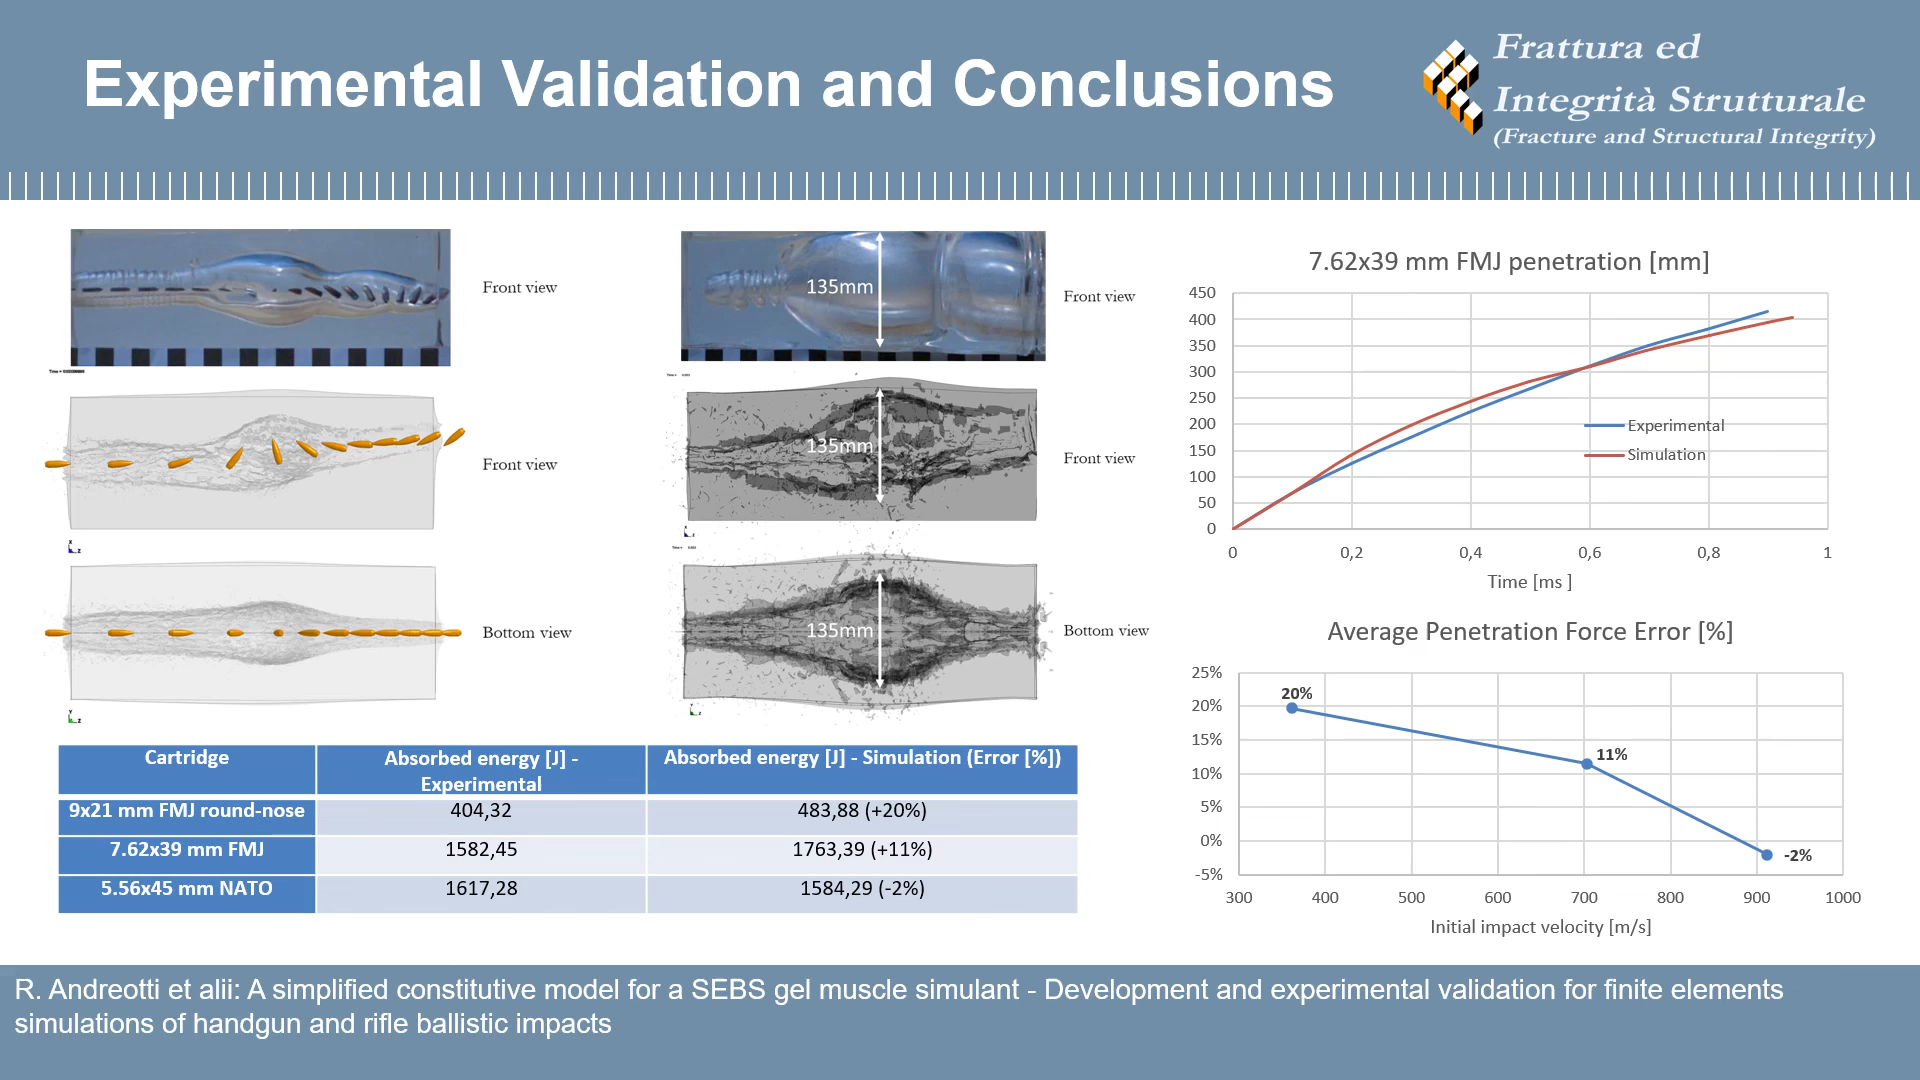 Experimental Validation and Conclusions
Frattura ed
Integrità Strutturale
(Fracture and Structural Integrity)
Front view
Front view
Bottom view
135mm
Front view
135mm
Front view
135mm
Bottom view
7.62x39 mm FMJ penetration [mm]
450
400
350
300
250
200
150
100
50
0
0
0,2
0,4
0,6
0,8
1
Time [ms ]
Experimental
Simulation
Average Penetration Force Error [%]
25%
20%
15%
10%
5%
0%
-5%
20%
11%
-2%
300
400
500
600
700
800
900
1000
Initial impact velocity [m/s]
Cartridge
Absorbed energy [J] -
Experimental
Absorbed energy [J] - Simulation (Error [%])
9x21 mm FMJ round-nose
404,32
483,88 (+20%)
7.62x39 mm FMJ
1582,45
1763,39 (+11%)
5.56x45 mm NATO
1617,28
1584,29 (-2%)
R. Andreotti et alii: A simplified constitutive model for a SEBS gel muscle simulant - Development and experimental validation for finite elements
simulations of handgun and rifle ballistic impacts